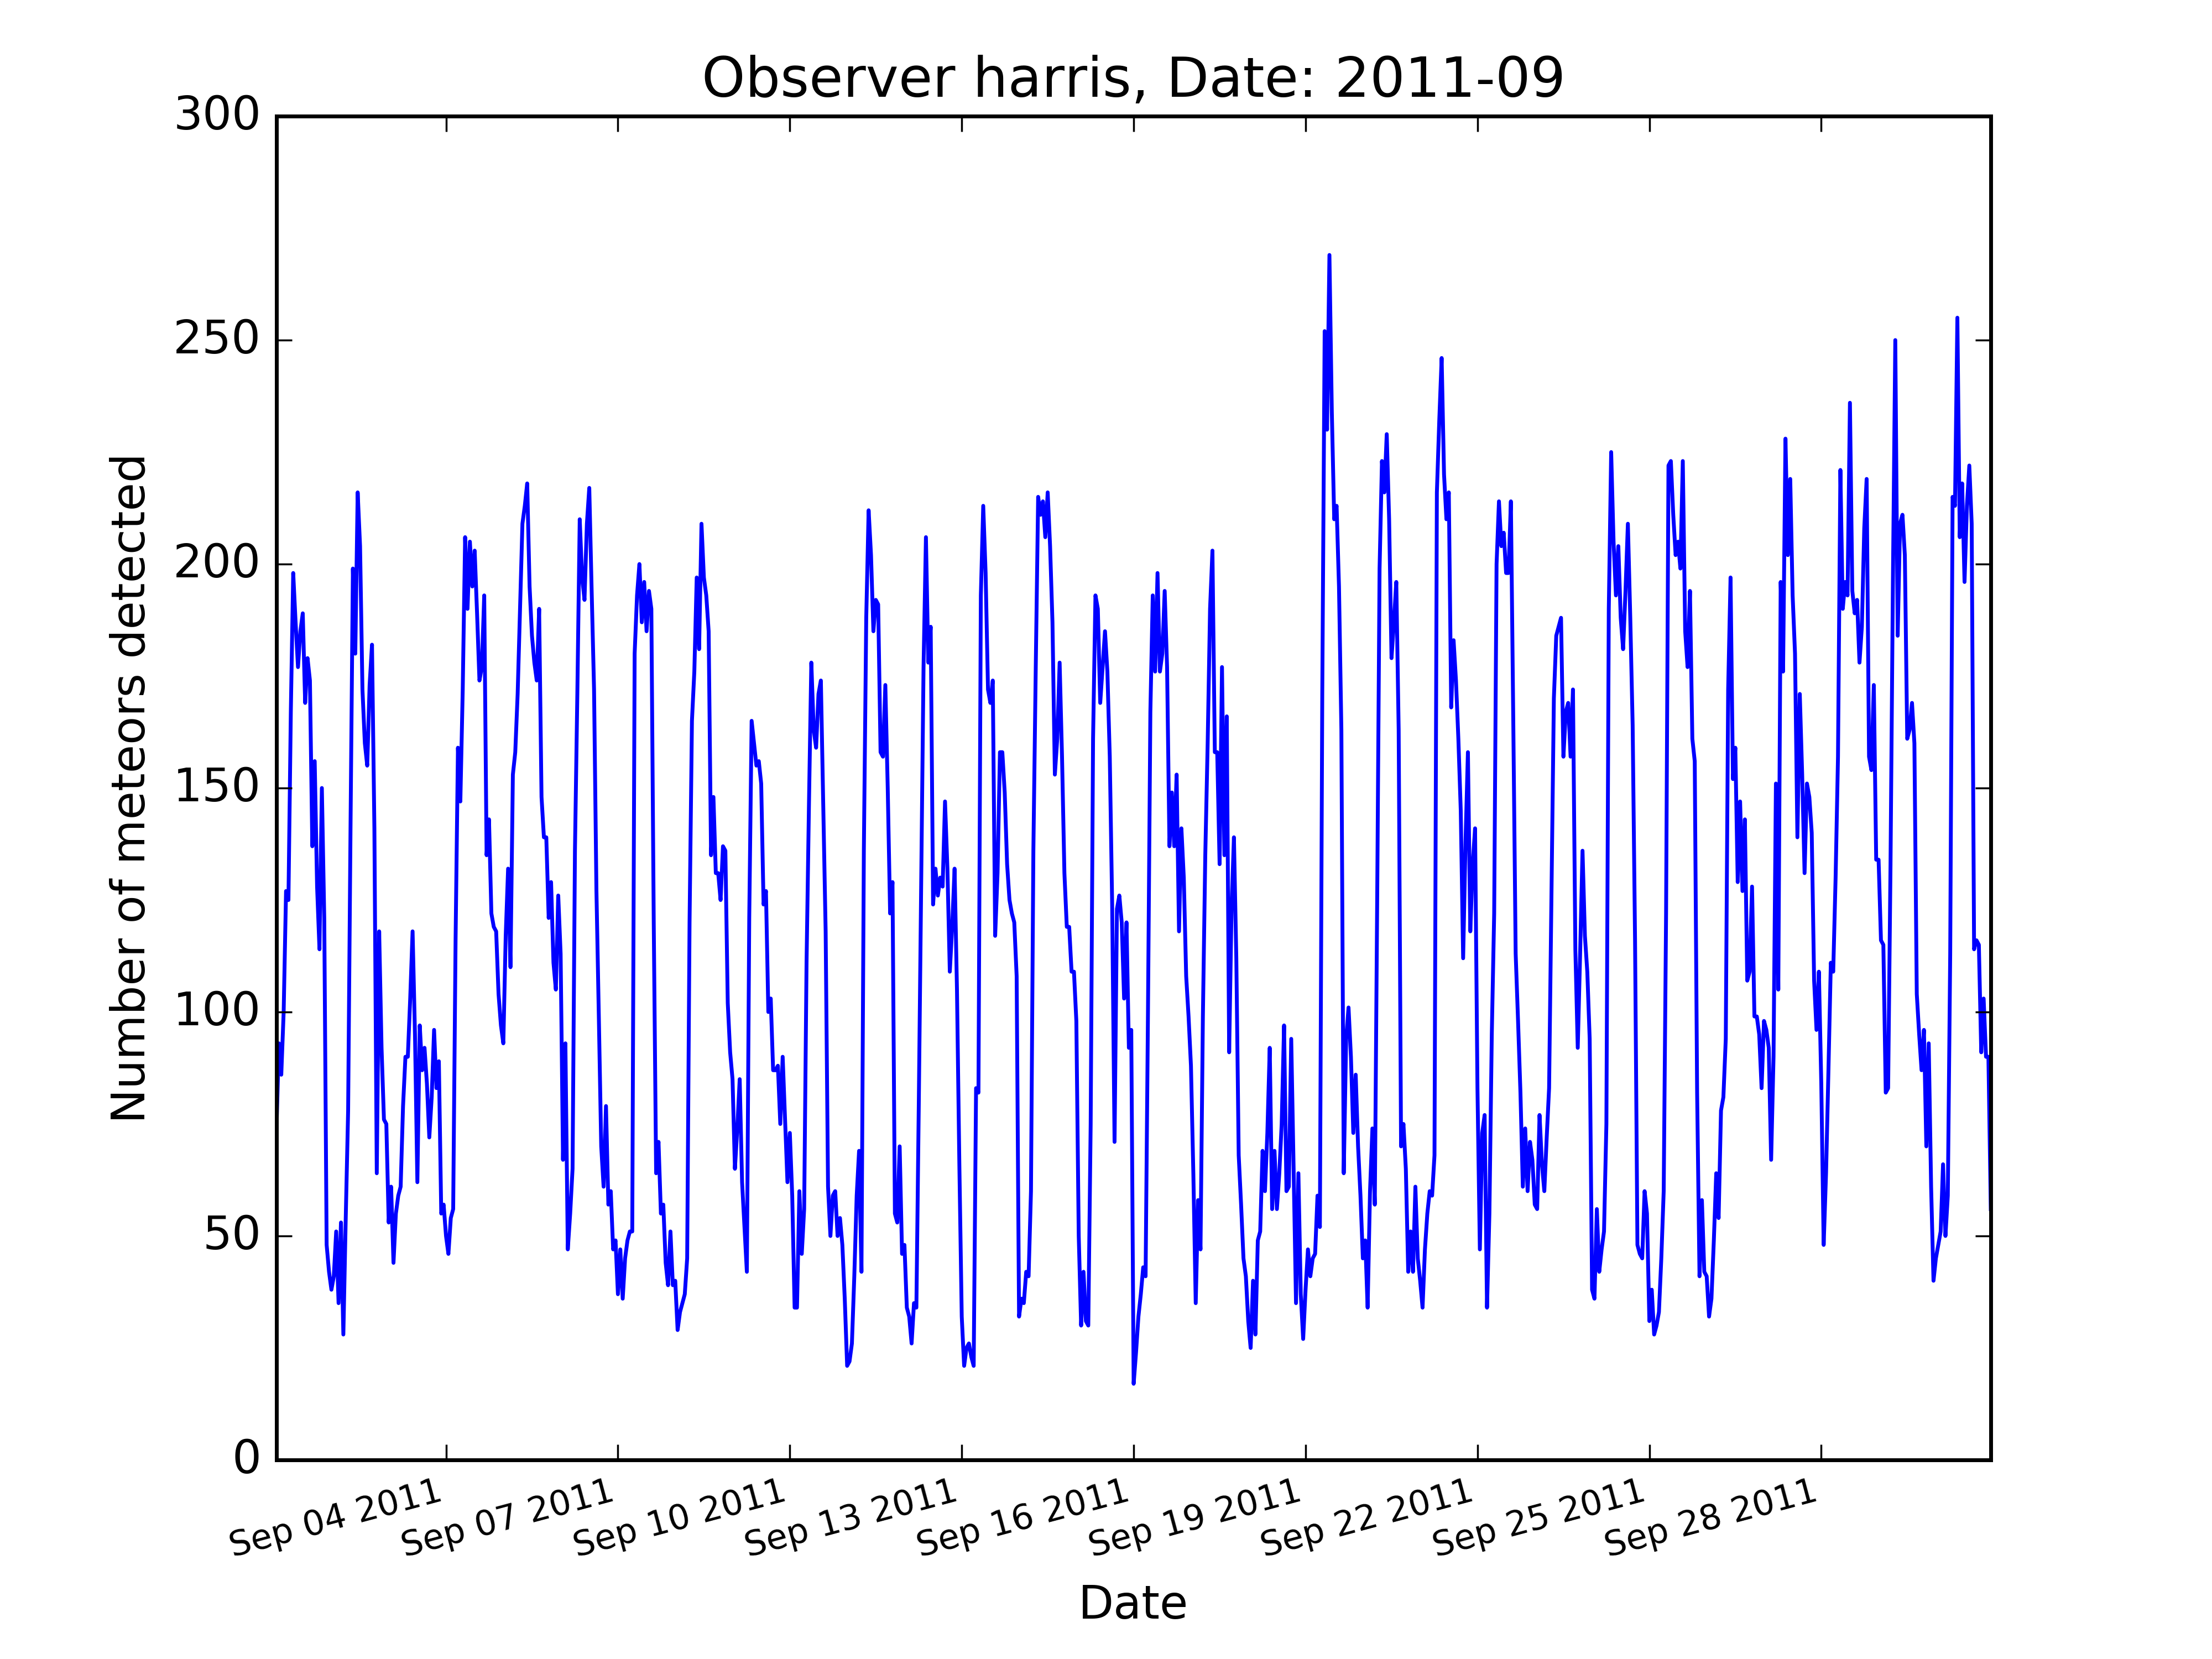 Observer harris, Date: 2011-09
300
250
200
150
100
50
0
Number of meteors detected
Sep 04 2011
Sep 07 2011
Sep 10 2011
Sep 13 2011
Sep 16 2011
Sep 19 2011
Sep 22 2011
Sep 25 2011
Sep 28 2011
Date